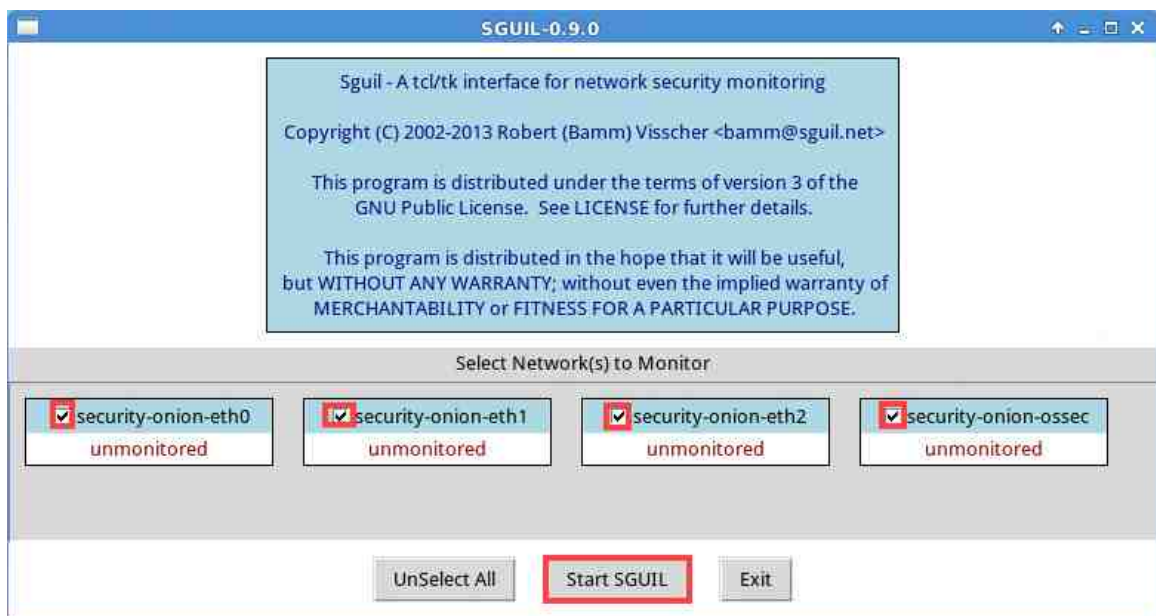 SGUIL-0.9.0
Sguil - A tcl/tk interface for network security monitoring
Copyright (C) 2002-2013 Robert (Bamm) Visscher <bamm@sguil.net>
This program is distributed under the terms of version 3 of the
GNU Public License.  See LICENSE for further details.
This program is distributed in the hope that it will be useful,
but WITHOUT ANY WARRANTY; without even the implied warranty of
MERCHANTABILITY or FITNESS FOR A PARTICULAR PURPOSE.
Select Network(s) to Monitor
security-onion-eth0
unmonitored
security-onion-eth1
unmonitored
security-onion-eth2
unmonitored
security-onion-ossec
unmonitored
UnSelect All
Start SGUIL
Exit